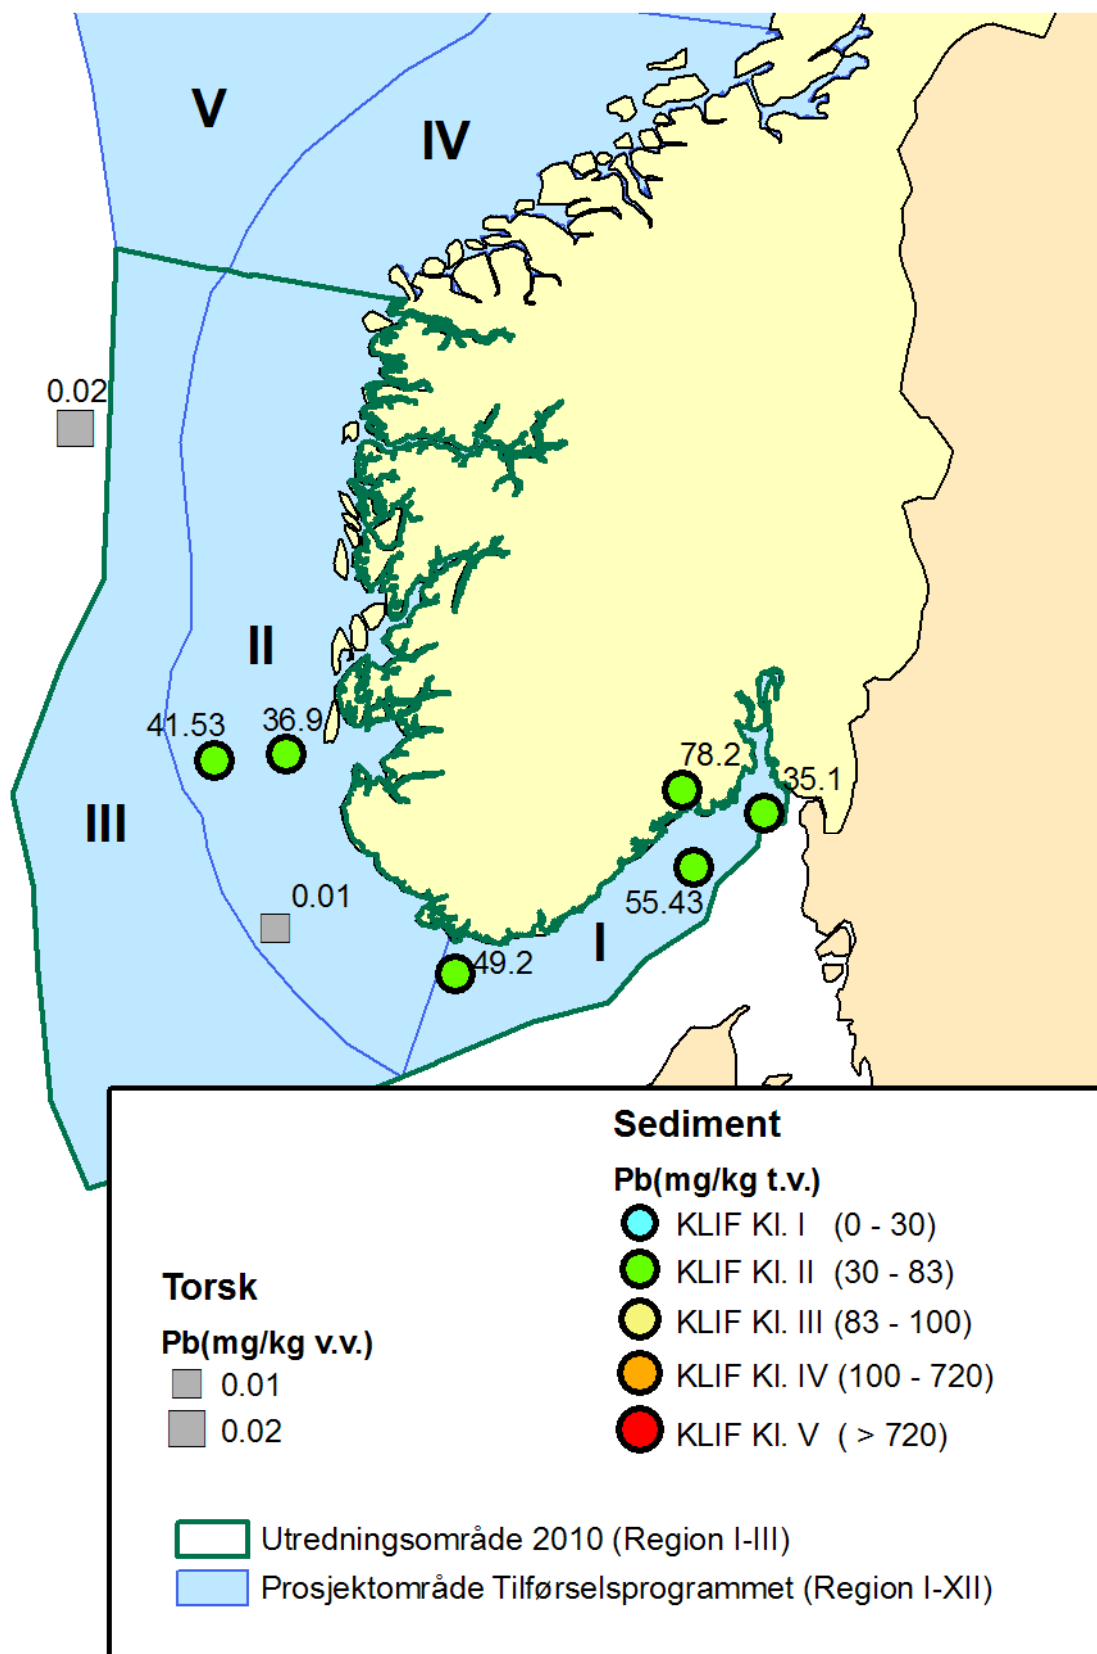 V
IV
0.02
II
41.53
36.9
78.2
35.1
III
0.01
55.43
I
49.2
Sediment
Pb(mg/kg t.v.)
KLIF Kl. I (0 - 30)
KLIF Kl. II (30 - 83)
KLIF Kl. III (83 - 100)
KLIF Kl. IV (100 - 720)
KLIF Kl. V ( > 720)
Torsk
Pb(mg/kg v.v.)
0.01
0.02
Utredningsområde 2010 (Region I-III)
Prosjektområde Tilførselsprogrammet (Region I-XII)